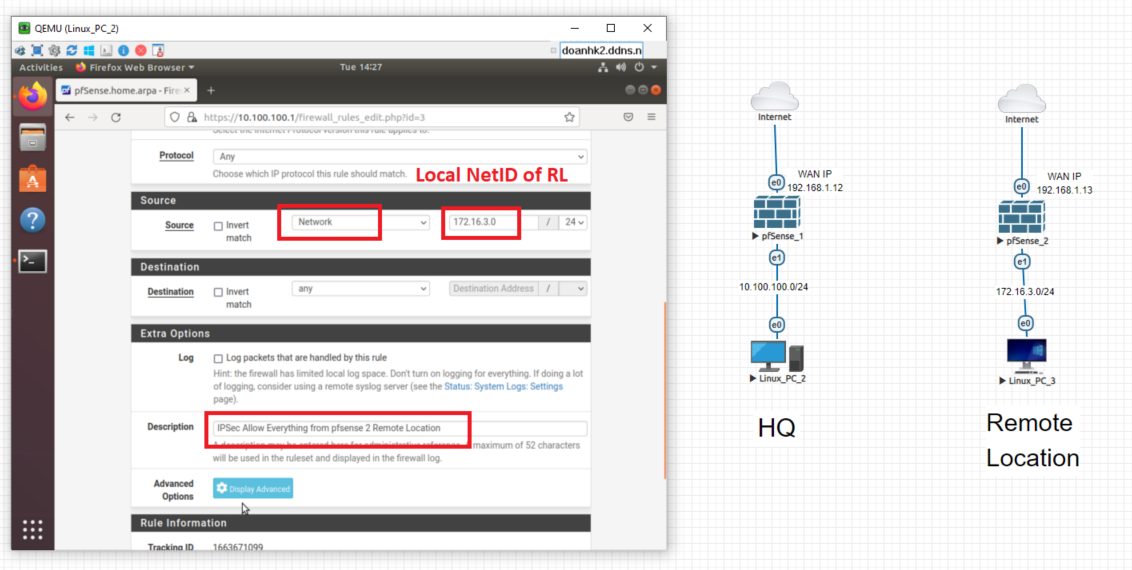 QEMU (Linux_PC_2)
doanhk2.ddns.n
Activities Firefox Web Browser Tue 14:27
pfSense.home.arpa - Fire
https://10.100.100.1/firewall_rules_edit.php?id=3
Select the Internet Protocol version this rule applies to.
Protocol Any
Choose which IP protocol this rule should match.
Local NetID of RL
Source
Source Invert match Network 172.16.3.0 / 24
Destination
Destination Invert match any Destination Address /
Extra Options
Log Log packets that are handled by this rule
Hint: the firewall has limited local log space. Don't turn on logging for everything. If doing a lot
of logging, consider using a remote syslog server (see the Status: System Logs: Settings
page).
Description IPSec Allow Everything from pfsense 2 Remote Location
A description may be entered here for administrative reference. maximum of 52 characters
will be used in the ruleset and displayed in the firewall log.
Advanced Options Display Advanced
Rule Information
Tracking ID 1663671099
Internet
WAN IP
e0
192.168.1.12
pfSense_1
e1
10.100.100.0/24
e0
Linux_PC_2
HQ
Internet
WAN IP
e0
192.168.1.13
pfSense_2
e1
172.16.3.0/24
e0
Linux_PC_3
Remote
Location